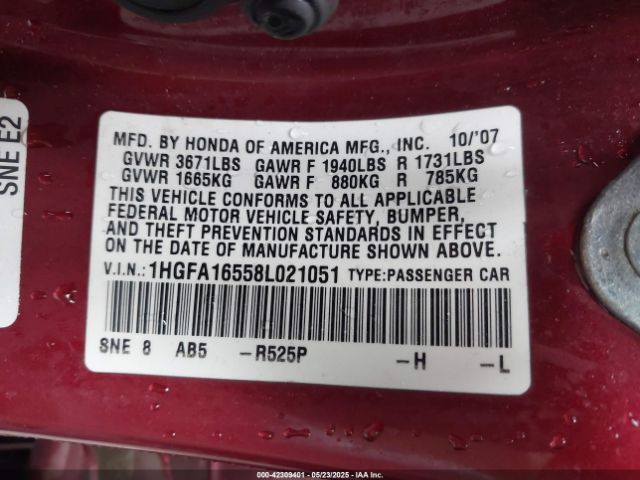 SNE E2
MFD. BY HONDA OF AMERICA MFG., INC. 10/'07
GVWR 3671LBS GAWR F 1940LBS R 1731LBS
GVWR 1665KG GAWR F 880KG R 785KG
THIS VEHICLE CONFORMS TO ALL APPLICABLE
FEDERAL MOTOR VEHICLE SAFETY, BUMPER,
AND THEFT PREVENTION STANDARDS IN EFFECT
ON THE DATE OF MANUFACTURE SHOWN ABOVE.
V.I.N.: 1HGFA16558L021051 TYPE:PASSENGER CAR
SNE 8 AB5 -R525P -H -L
000-42309401 - 05/23/2025 - IAA.com